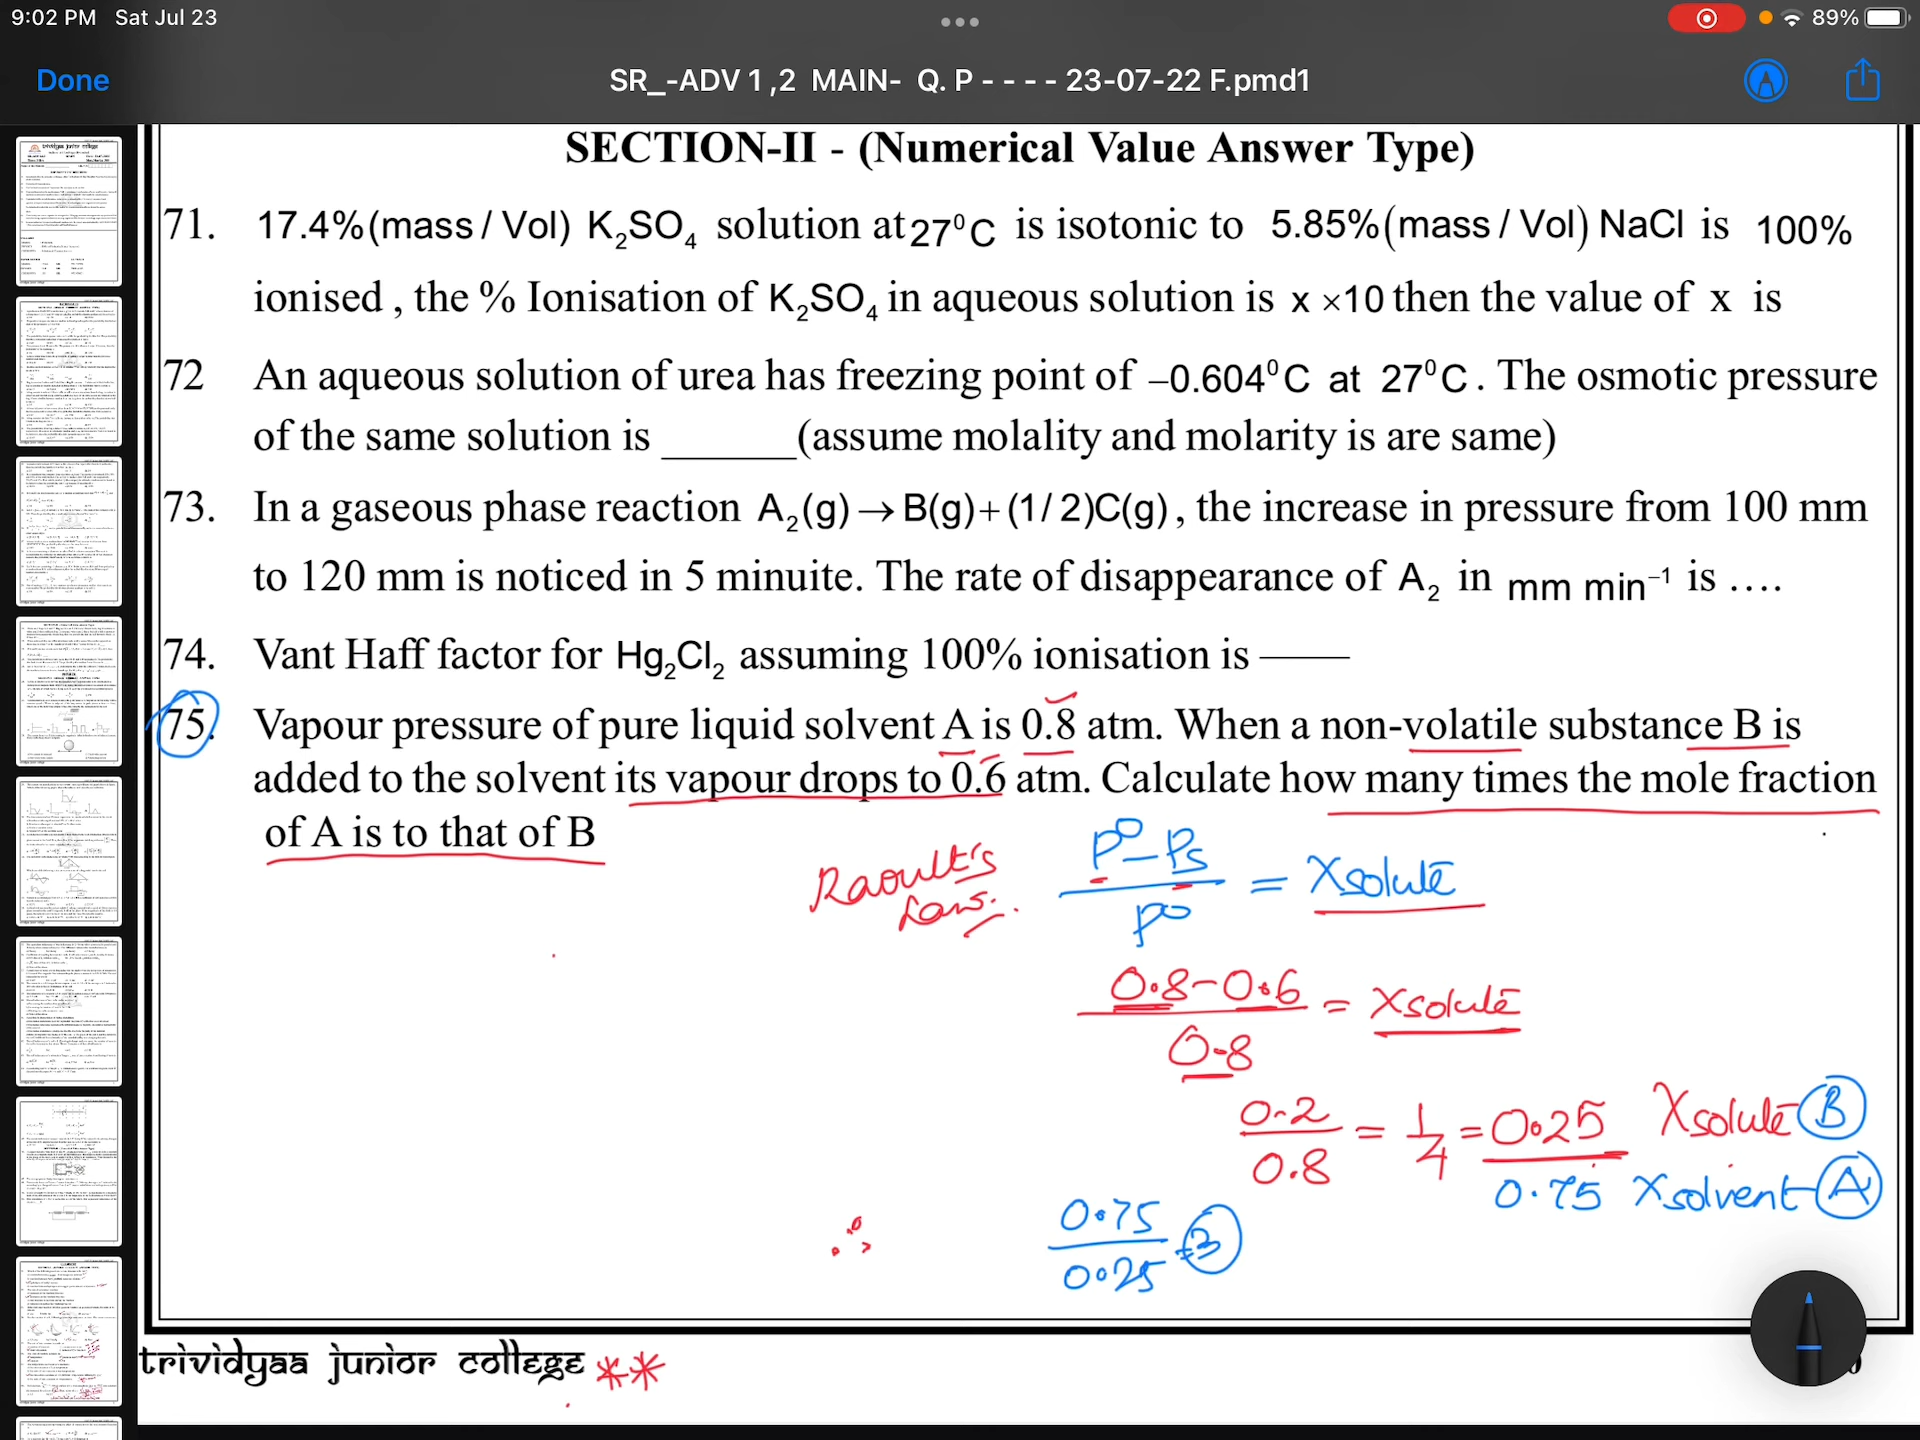 9:02 PM Sat Jul 23
89%
Done
SR_-ADV 1,2 MAIN- Q. P - - - - 23-07-22 F.pmd1
SECTION-II - (Numerical Value Answer Type)
71. 17.4%(mass / Vol) K₂SO₄ solution at 27⁰C is isotonic to 5.85%(mass / Vol) NaCl is 100%
ionised , the % Ionisation of K₂SO₄ in aqueous solution is x ×10 then the value of x is
72 An aqueous solution of urea has freezing point of –0.604⁰C at 27⁰C. The osmotic pressure
of the same solution is ______(assume molality and molarity is are same)
73. In a gaseous phase reaction A₂(g)→B(g)+(1/2)C(g), the increase in pressure from 100 mm
to 120 mm is noticed in 5 minuite. The rate of disappearance of A₂ in mm min⁻¹ is ....
74. Vant Haff factor for Hg₂Cl₂ assuming 100% ionisation is ——
75. Vapour pressure of pure liquid solvent A is 0.8 atm. When a non-volatile substance B is
added to the solvent its vapour drops to 0.6 atm. Calculate how many times the mole fraction
of A is to that of B
Raoult's
Law.
P⁰–Ps
= Xsolute
P⁰
0.8–0.6
= Xsolute
0.8
0.2/0.8 = 1/4 = 0.25 Xsolute B
0.75 Xsolvent A
0.75/0.25 = 3
trividyaa junior college **